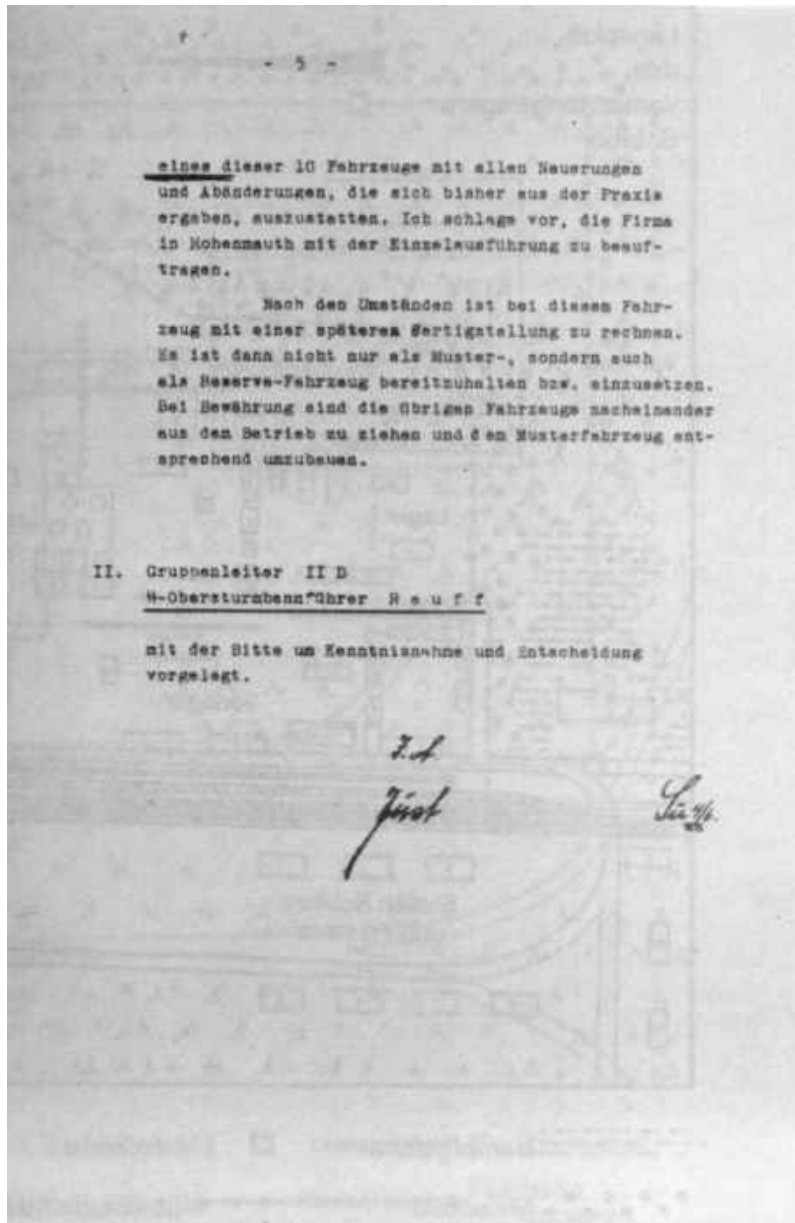 - 5 -
eines dieser 10 Fahrzeuge mit allen Neuerungen
und Abänderungen, die sich bisher aus der Praxis
ergaben, auszustatten. Ich schlage vor, die Firma
in Hohenmauth mit der Einzelausführung zu beauf-
tragen.
Nach den Umständen ist bei diesem Fahr-
zeug mit einer späteren Fertigstellung zu rechnen.
Es ist dann nicht nur als Muster-, sondern auch
als Reserve-Fahrzeug bereitzuhalten bzw. einzusetzen.
Bei Bewährung sind die übrigen Fahrzeuge nacheinander
aus dem Betrieb zu ziehen und dem Musterfahrzeug ent-
sprechend umzubauen.
II. Gruppenleiter II D
SS-Obersturmbannführer R a u f f
mit der Bitte um Kenntnisnahme und Entscheidung
vorgelegt.
I.A.
Just